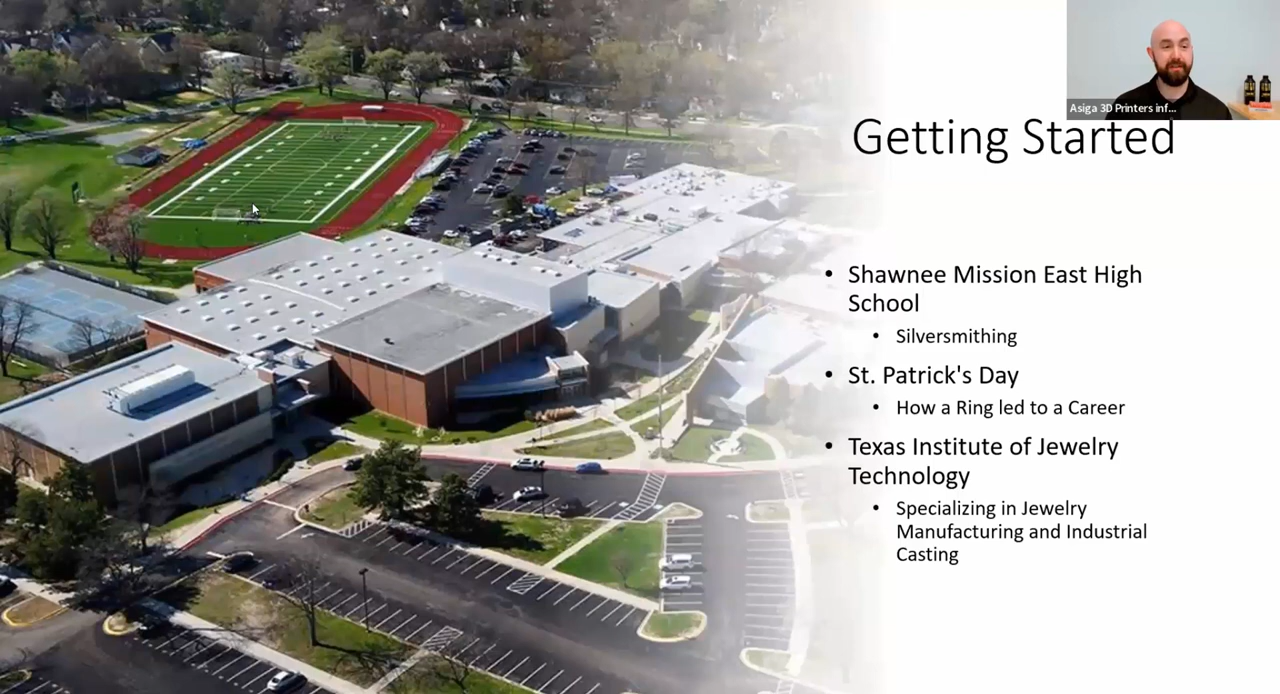 Asiga 3D Printers inf...
Getting Started
• Shawnee Mission East High
School
• Silversmithing
• St. Patrick's Day
• How a Ring led to a Career
• Texas Institute of Jewelry
Technology
• Specializing in Jewelry
Manufacturing and Industrial
Casting